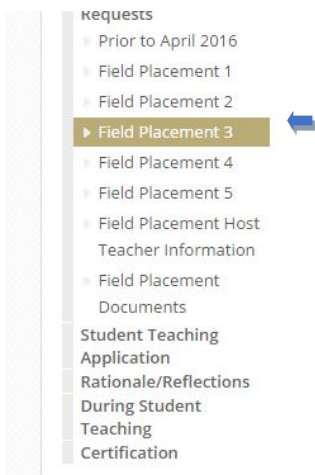 Requests
Prior to April 2016
Field Placement 1
Field Placement 2
Field Placement 3
Field Placement 4
Field Placement 5
Field Placement Host
Teacher Information
Field Placement
Documents
Student Teaching
Application
Rationale/Reflections
During Student
Teaching
Certification